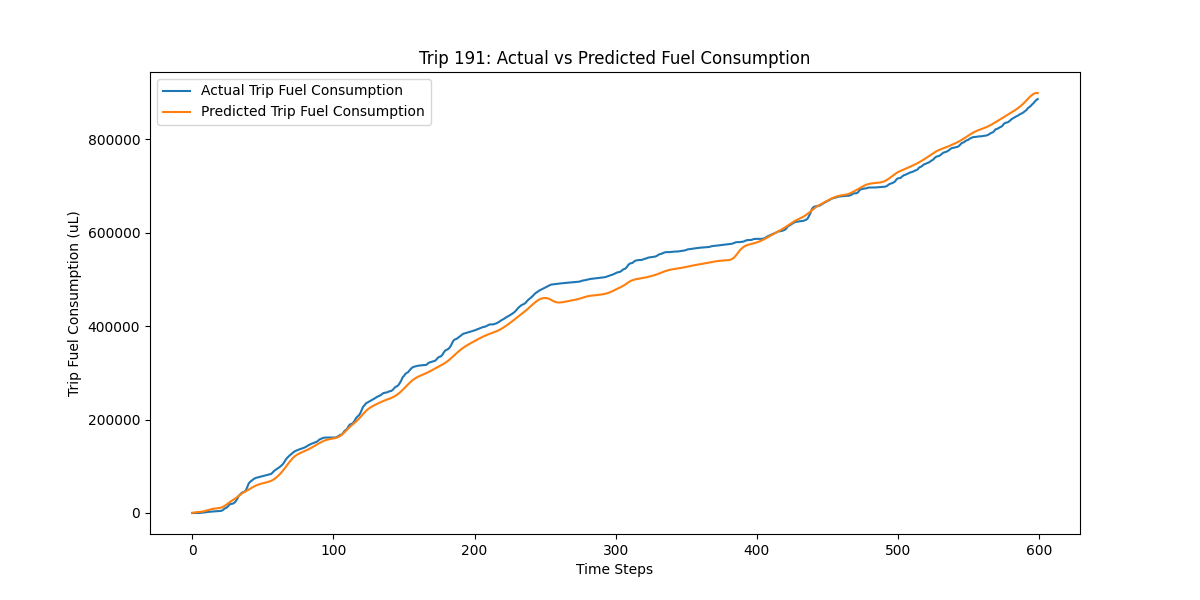 Trip 191: Actual vs Predicted Fuel Consumption
Actual Trip Fuel Consumption
Predicted Trip Fuel Consumption
Trip Fuel Consumption (uL)
800000
600000
400000
200000
0
0 100 200 300 400 500 600
Time Steps